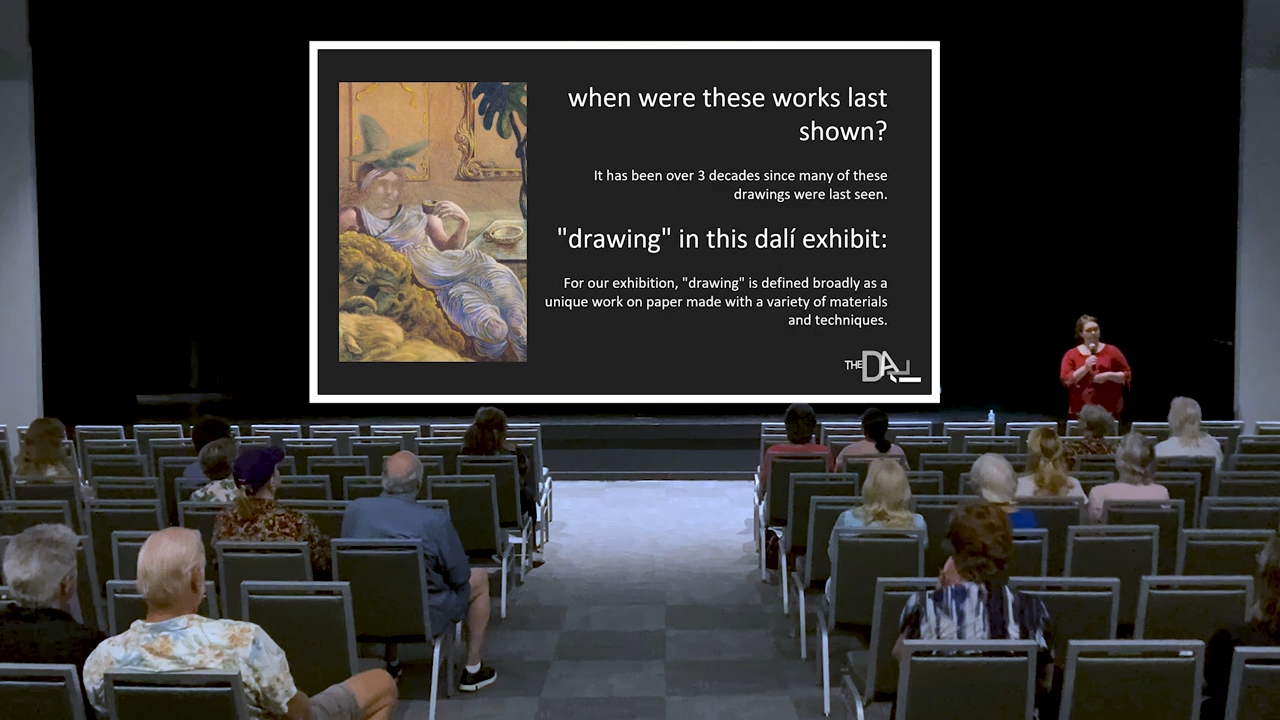 when were these works last
shown?
It has been over 3 decades since many of these
drawings were last seen.
"drawing" in this dalí exhibit:
For our exhibition, "drawing" is defined broadly as a
unique work on paper made with a variety of materials
and techniques.
THE DALI